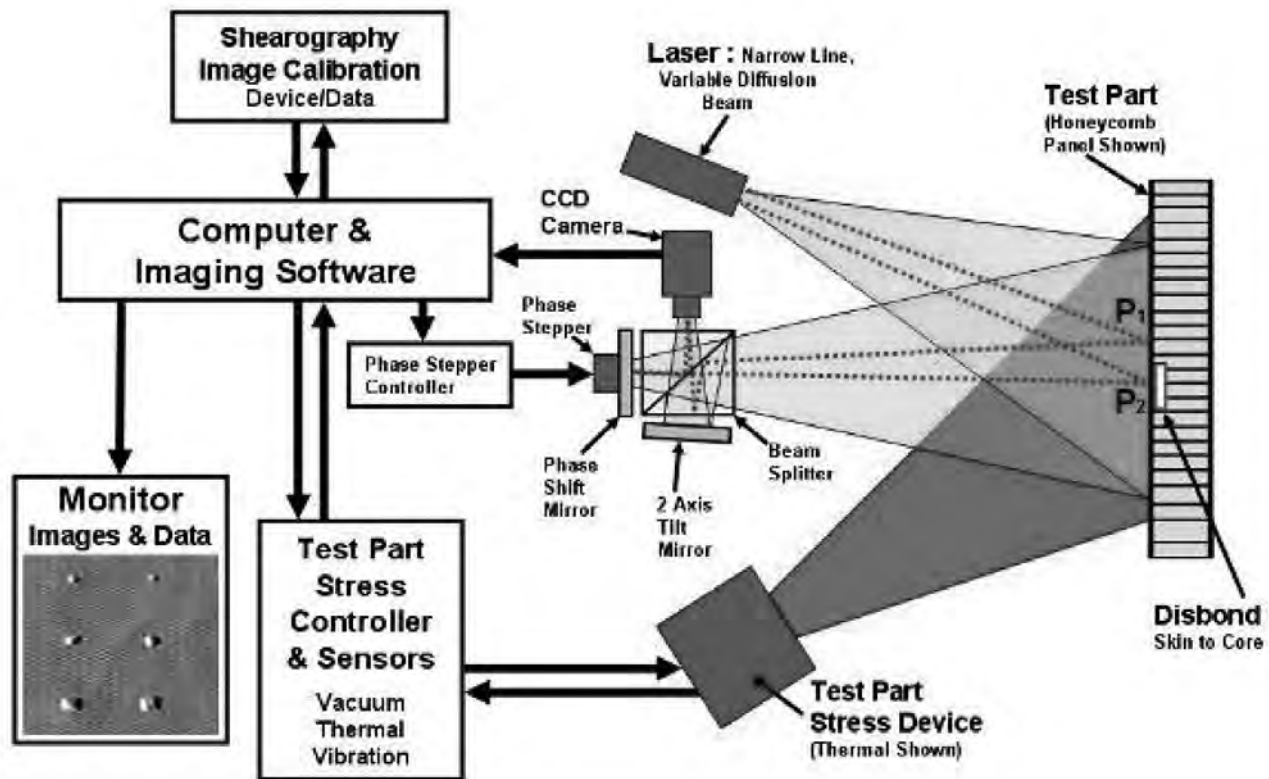 Shearography
Image Calibration
Device/Data
Computer &
Imaging Software
Phase Stepper
Controller
Monitor
Images & Data
Test Part
Stress
Controller
& Sensors
Vacuum
Thermal
Vibration
Laser : Narrow Line,
Variable Diffusion
Beam
CCD
Camera
Phase
Stepper
Phase
Shift
Mirror
2 Axis
Tilt
Mirror
Beam
Splitter
Test Part
(Honeycomb
Panel Shown)
P1
P2
Disbond
Skin to Core
Test Part
Stress Device
(Thermal Shown)